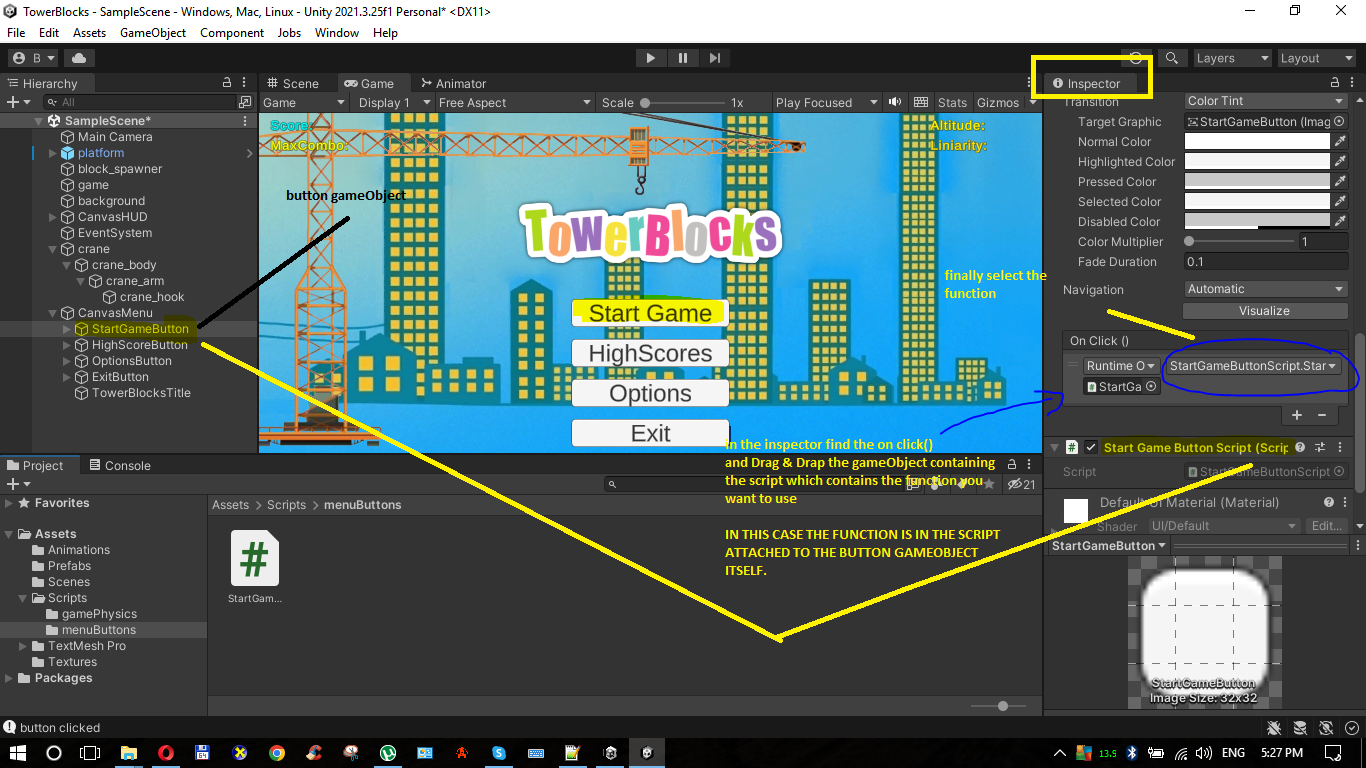 TowerBlocks - SampleScene - Windows, Mac, Linux - Unity 2021.3.25f1 Personal* <DX11>
File Edit Assets GameObject Component Jobs Window Help
B
Layers
Layout
Hierarchy
All
SampleScene*
Main Camera
platform
block_spawner
game
background
CanvasHUD
EventSystem
crane
crane_body
crane_arm
crane_hook
CanvasMenu
StartGameButton
HighScoreButton
OptionsButton
ExitButton
TowerBlocksTitle
Scene
Game
Animator
Game
Display 1
Free Aspect
Scale
1x
Play Focused
Stats
Gizmos
Score:
MaxCombo:
Altitude:
Liniarity:
button gameObject
TowerBlocks
Start Game
HighScores
Options
Exit
finally select the
function
In the inspector find the on click()
and Drag & Drap the gameObject containing
the script which contains the function you
want to use
IN THIS CASE THE FUNCTION IS IN THE SCRIPT
ATTACHED TO THE BUTTON GAMEOBJECT
ITSELF.
Inspector
Transition
Color Tint
Target Graphic
StartGameButton (Imag
Normal Color
Highlighted Color
Pressed Color
Selected Color
Disabled Color
Color Multiplier
1
Fade Duration
0.1
Navigation
Automatic
Visualize
On Click ()
Runtime O
StartGameButtonScript.Star
StartGa
+ −
Start Game Button Script (Scrip
Script
StartGameButtonScript
Default UI Material (Material)
Shader
UI/Default
Edit...
StartGameButton
StartGameButton
Image Size: 32x32
Project
Console
21
Favorites
Assets
Animations
Prefabs
Scenes
Scripts
gamePhysics
menuButtons
TextMesh Pro
Textures
Packages
Assets > Scripts > menuButtons
#
StartGam...
button clicked
64
13.9
ENG
5:27 PM